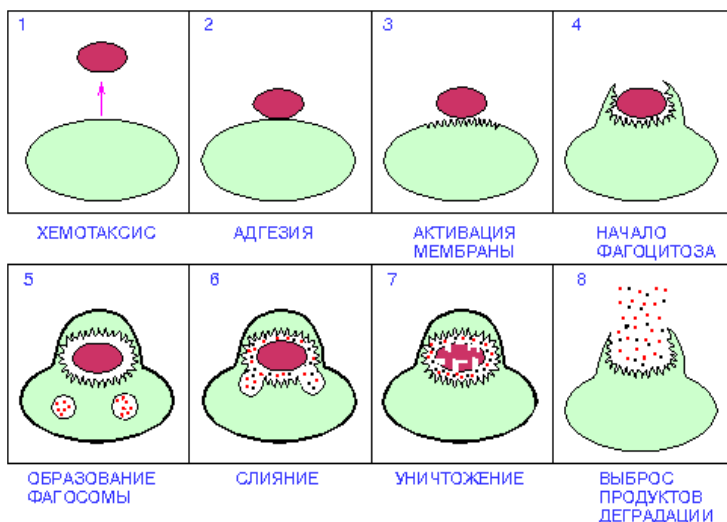 1 2 3 4
ХЕМОТАКСИС АДГЕЗИЯ АКТИВАЦИЯ МЕМБРАНЫ НАЧАЛО ФАГОЦИТОЗА
5 6 7 8
ОБРАЗОВАНИЕ ФАГОСОМЫ СЛИЯНИЕ УНИЧТОЖЕНИЕ ВЫБРОС ПРОДУКТОВ ДЕГРАДАЦИИ